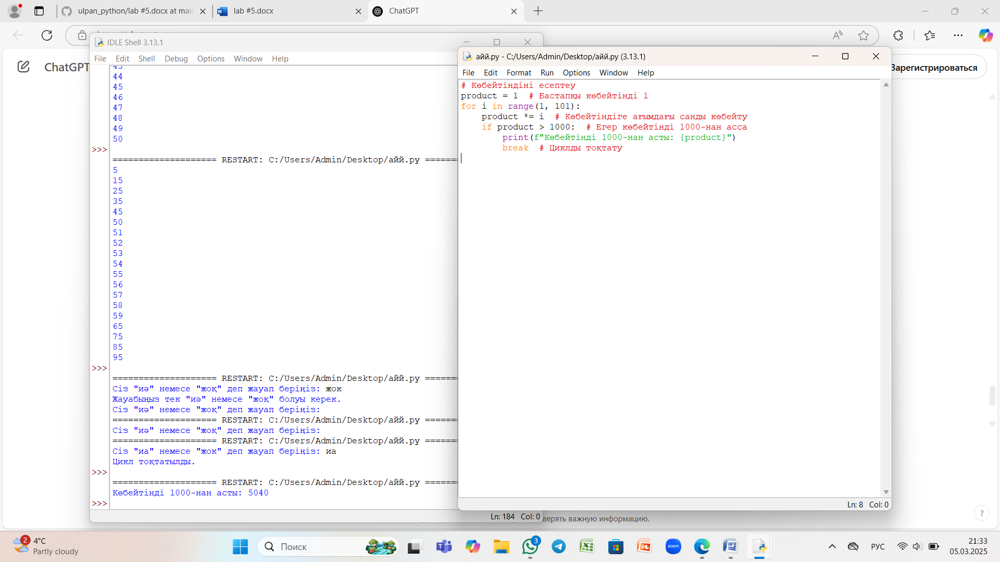 ulpan_python/lab #5.docx at mair
lab #5.docx
ChatGPT
ChatGPT
Зарегистрироваться
IDLE Shell 3.13.1
File Edit Shell Debug Options Window Help
43
44
45
46
47
48
49
50
>>>
==================== RESTART: C:/Users/Admin/Desktop/айй.py =======
5
15
25
35
45
50
51
52
53
54
55
56
57
58
59
65
75
85
95
>>>
==================== RESTART: C:/Users/Admin/Desktop/айй.py =======
Сіз "иә" немесе "жоқ" деп жауап беріңіз: жок
Жауабыңыз тек "иә" немесе "жоқ" болуы керек.
Сіз "иә" немесе "жоқ" деп жауап беріңіз:
==================== RESTART: C:/Users/Admin/Desktop/айй.py =======
Сіз "иә" немесе "жоқ" деп жауап беріңіз:
==================== RESTART: C:/Users/Admin/Desktop/айй.py =======
Сіз "иа" немесе "жок" деп жауап беріңіз: иа
Цикл тоқтатылды.
>>>
==================== RESTART: C:/Users/Admin/Desktop/айй.py =======
Көбейтінді 1000-нан асты: 5040
>>>
Ln: 184 Col: 0
айй.py - C:/Users/Admin/Desktop/айй.py (3.13.1)
File Edit Format Run Options Window Help
# Көбейтіндіні есептеу
product = 1  # Бастапқы көбейтінді 1
for i in range(1, 101):
    product *= i  # Көбейтіндіге ағымдағы санды көбейту
    if product > 1000:  # Егер көбейтінді 1000-нан асса
        print(f"Көбейтінді 1000-нан асты: {product}")
        break  # Циклды тоқтату
Ln: 8 Col: 0
верять важную информацию.
?
2
4°C
Partly cloudy
Поиск
3
zoom
РУС
21:33
05.03.2025